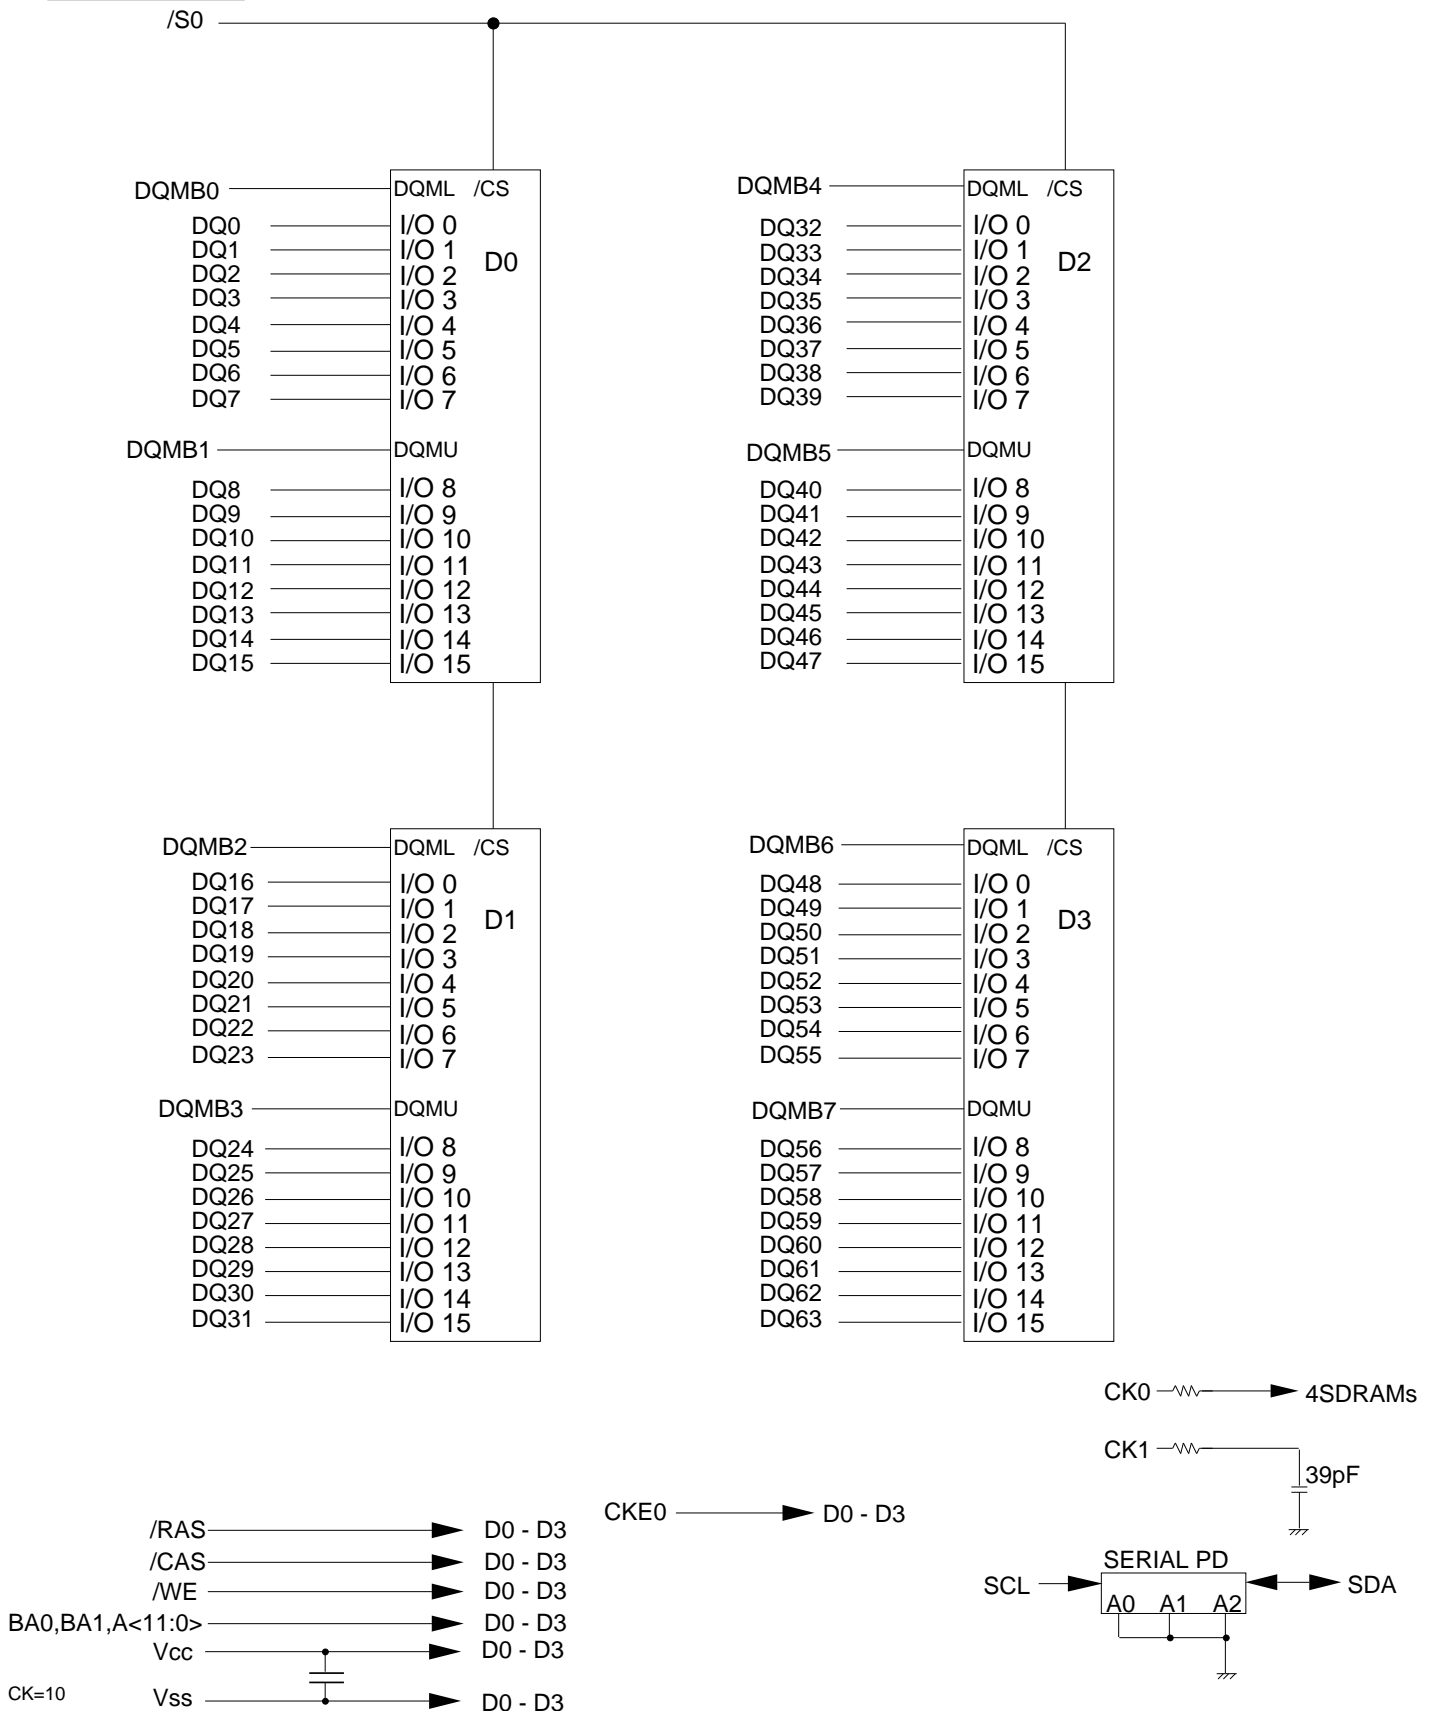 /S0
DQMB0 DQML /CS
DQ0 I/O 0
DQ1 I/O 1
D0
DQ2 I/O 2
DQ3 I/O 3
DQ4 I/O 4
DQ5 I/O 5
DQ6 I/O 6
DQ7 I/O 7
DQMB1 DQMU
DQ8 I/O 8
DQ9 I/O 9
DQ10 I/O 10
DQ11 I/O 11
DQ12 I/O 12
DQ13 I/O 13
DQ14 I/O 14
DQ15 I/O 15
DQMB4 DQML /CS
DQ32 I/O 0
DQ33 I/O 1
D2
DQ34 I/O 2
DQ35 I/O 3
DQ36 I/O 4
DQ37 I/O 5
DQ38 I/O 6
DQ39 I/O 7
DQMB5 DQMU
DQ40 I/O 8
DQ41 I/O 9
DQ42 I/O 10
DQ43 I/O 11
DQ44 I/O 12
DQ45 I/O 13
DQ46 I/O 14
DQ47 I/O 15
DQMB2 DQML /CS
DQ16 I/O 0
DQ17 I/O 1
D1
DQ18 I/O 2
DQ19 I/O 3
DQ20 I/O 4
DQ21 I/O 5
DQ22 I/O 6
DQ23 I/O 7
DQMB3 DQMU
DQ24 I/O 8
DQ25 I/O 9
DQ26 I/O 10
DQ27 I/O 11
DQ28 I/O 12
DQ29 I/O 13
DQ30 I/O 14
DQ31 I/O 15
DQMB6 DQML /CS
DQ48 I/O 0
DQ49 I/O 1
D3
DQ50 I/O 2
DQ51 I/O 3
DQ52 I/O 4
DQ53 I/O 5
DQ54 I/O 6
DQ55 I/O 7
DQMB7 DQMU
DQ56 I/O 8
DQ57 I/O 9
DQ58 I/O 10
DQ59 I/O 11
DQ60 I/O 12
DQ61 I/O 13
DQ62 I/O 14
DQ63 I/O 15
CK0 4SDRAMs
CK1
39pF
CKE0 D0 - D3
/RAS D0 - D3
/CAS D0 - D3
/WE D0 - D3
BA0,BA1,A<11:0> D0 - D3
Vcc D0 - D3
Vss D0 - D3
CK=10
SERIAL PD
SCL SDA
A0 A1 A2